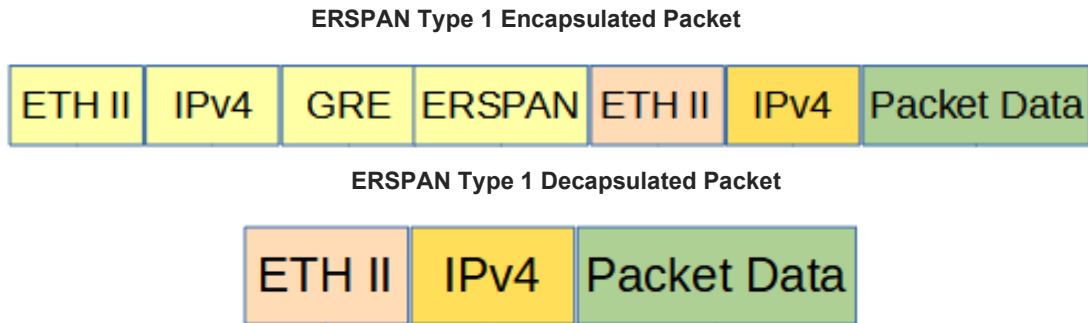 ERSPAN Type 1 Encapsulated Packet
ETH II IPv4 GRE ERSPAN ETH II IPv4 Packet Data
ERSPAN Type 1 Decapsulated Packet
ETH II IPv4 Packet Data